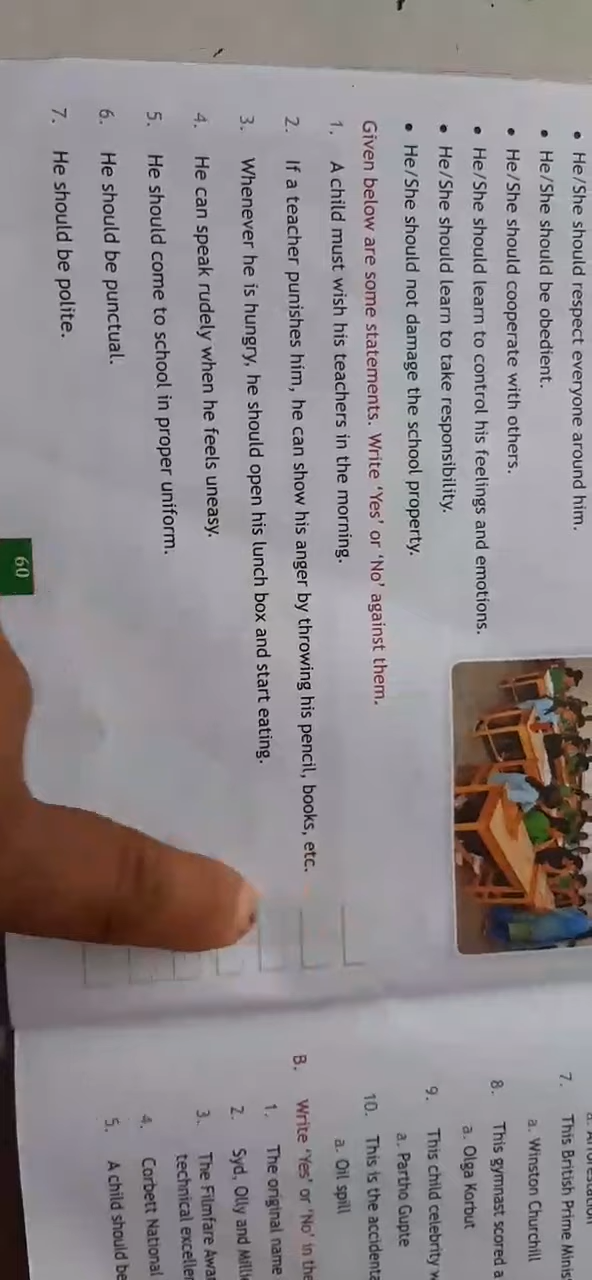 • He/She should respect everyone around him.
• He/She should be obedient.
• He/She should cooperate with others.
• He/She should learn to control his feelings and emotions.
• He/She should learn to take responsibility.
• He/She should not damage the school property.
Given below are some statements. Write 'Yes' or 'No' against them.
1. A child must wish his teachers in the morning.
2. If a teacher punishes him, he can show his anger by throwing his pencil, books, etc.
3. Whenever he is hungry, he should open his lunch box and start eating.
4. He can speak rudely when he feels uneasy.
5. He should come to school in proper uniform.
6. He should be punctual.
7. He should be polite.
60
7. This British Prime
a. Winston Churchill
8. This gymnast scored a
a. Olga Korbut
9. This child celebrity
a. Partho Gupte
10. This is the
a. Oil spill
B. Write 'Yes' or 'No' in the
1. The original name
2. Syd, Olly and
3. The Filmfare
technical
4. Corbett National
5. A child should be